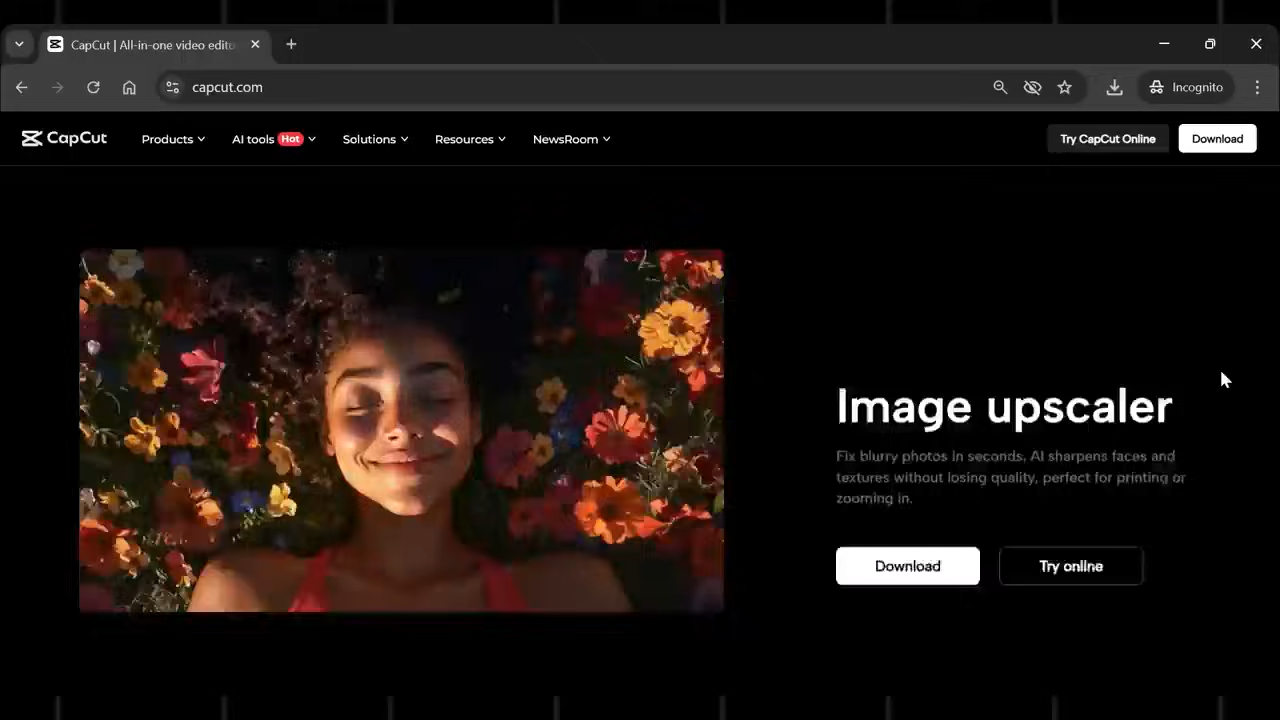 CapCut | All-in-one video edito
capcut.com
Incognito
CapCut
Products
AI tools Hot
Solutions
Resources
NewsRoom
Try CapCut Online
Download
Image upscaler
Fix blurry photos in seconds. AI sharpens faces and
textures without losing quality, perfect for printing or
zooming in.
Download
Try online